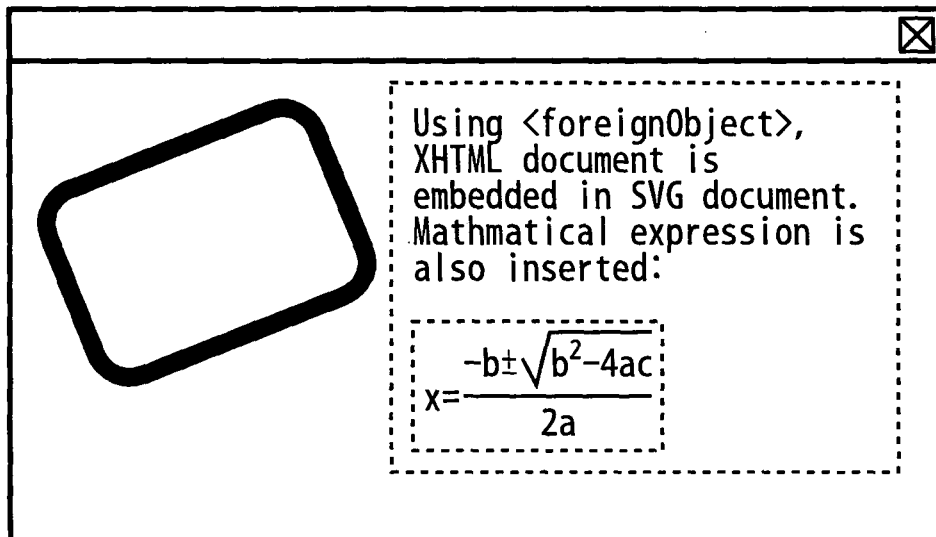 Using <foreignObject>,
XHTML document is
embedded in SVG document.
Mathmatical expression is
also inserted:
x=
-b±√b²-4ac
2a